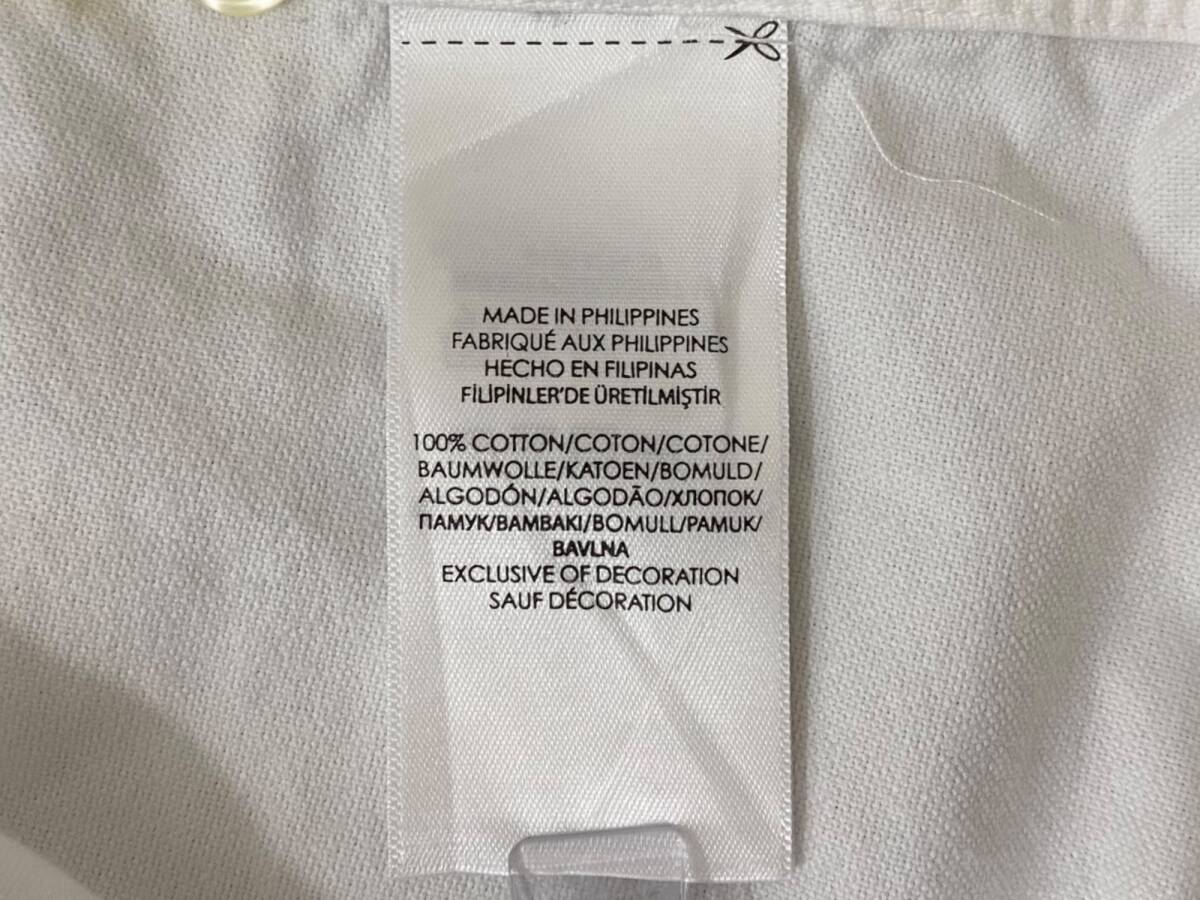 MADE IN PHILIPPINES
FABRIQUÉ AUX PHILIPPINES
HECHO EN FILIPINAS
FİLİPİNLER'DE ÜRETİLMİŞTİR
100% COTTON/COTON/COTONE/
BAUMWOLLE/KATOEN/BOMULD/
ALGODÓN/ALGODÃO/ХЛОПОК/
ПАМУК/ΒΑΜΒΑΚΙ/BOMULL/PAMUK/
BAVLNA
EXCLUSIVE OF DECORATION
SAUF DÉCORATION